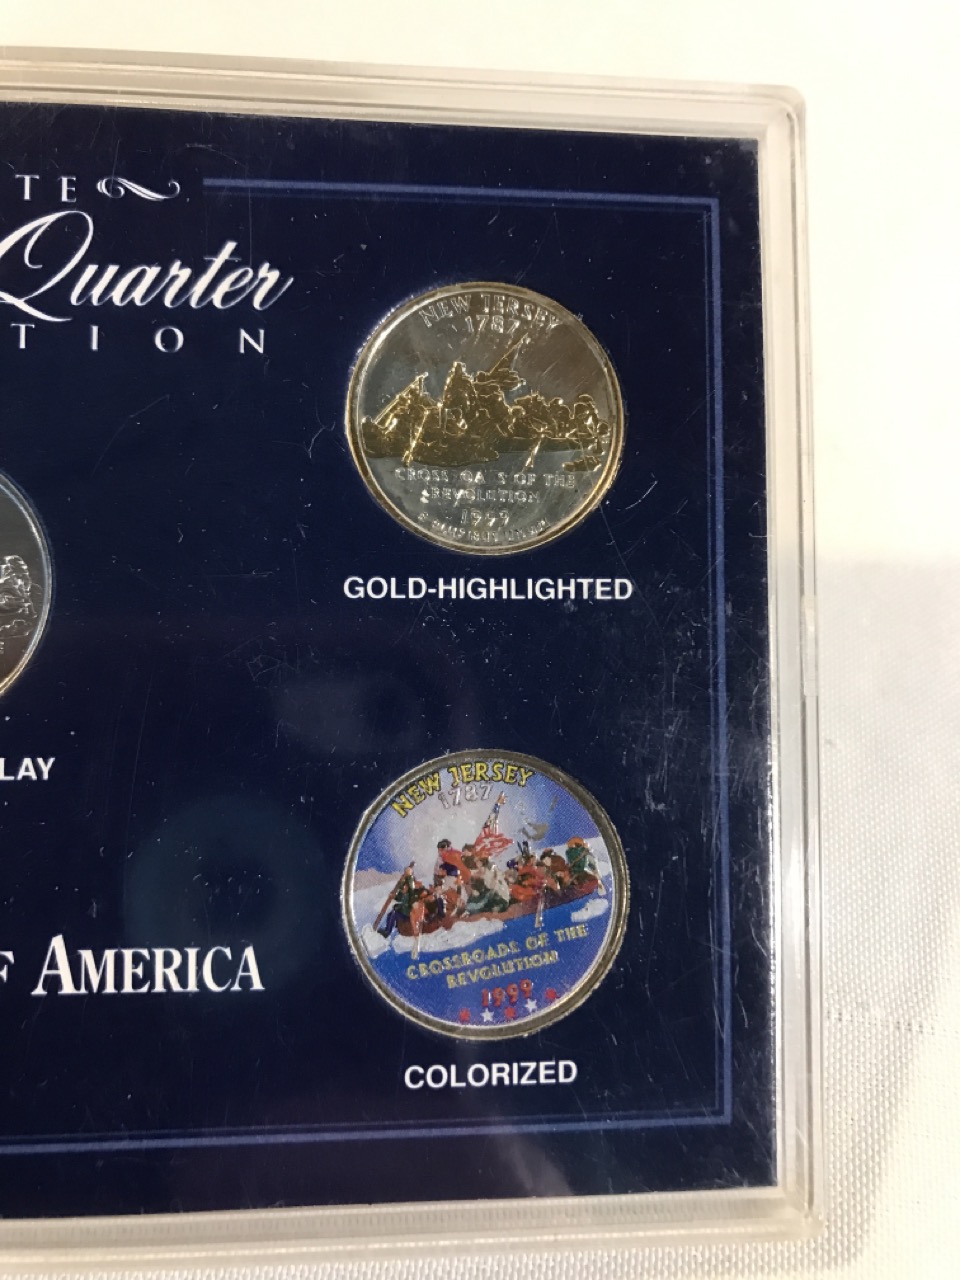 TE
Quarter
TION
NEW JERSEY
1787
CROSSROADS OF THE
REVOLUTION
1999
GOLD-HIGHLIGHTED
LAY
NEW JERSEY
1787
CROSSROADS OF THE
REVOLUTION
1999
F AMERICA
COLORIZED